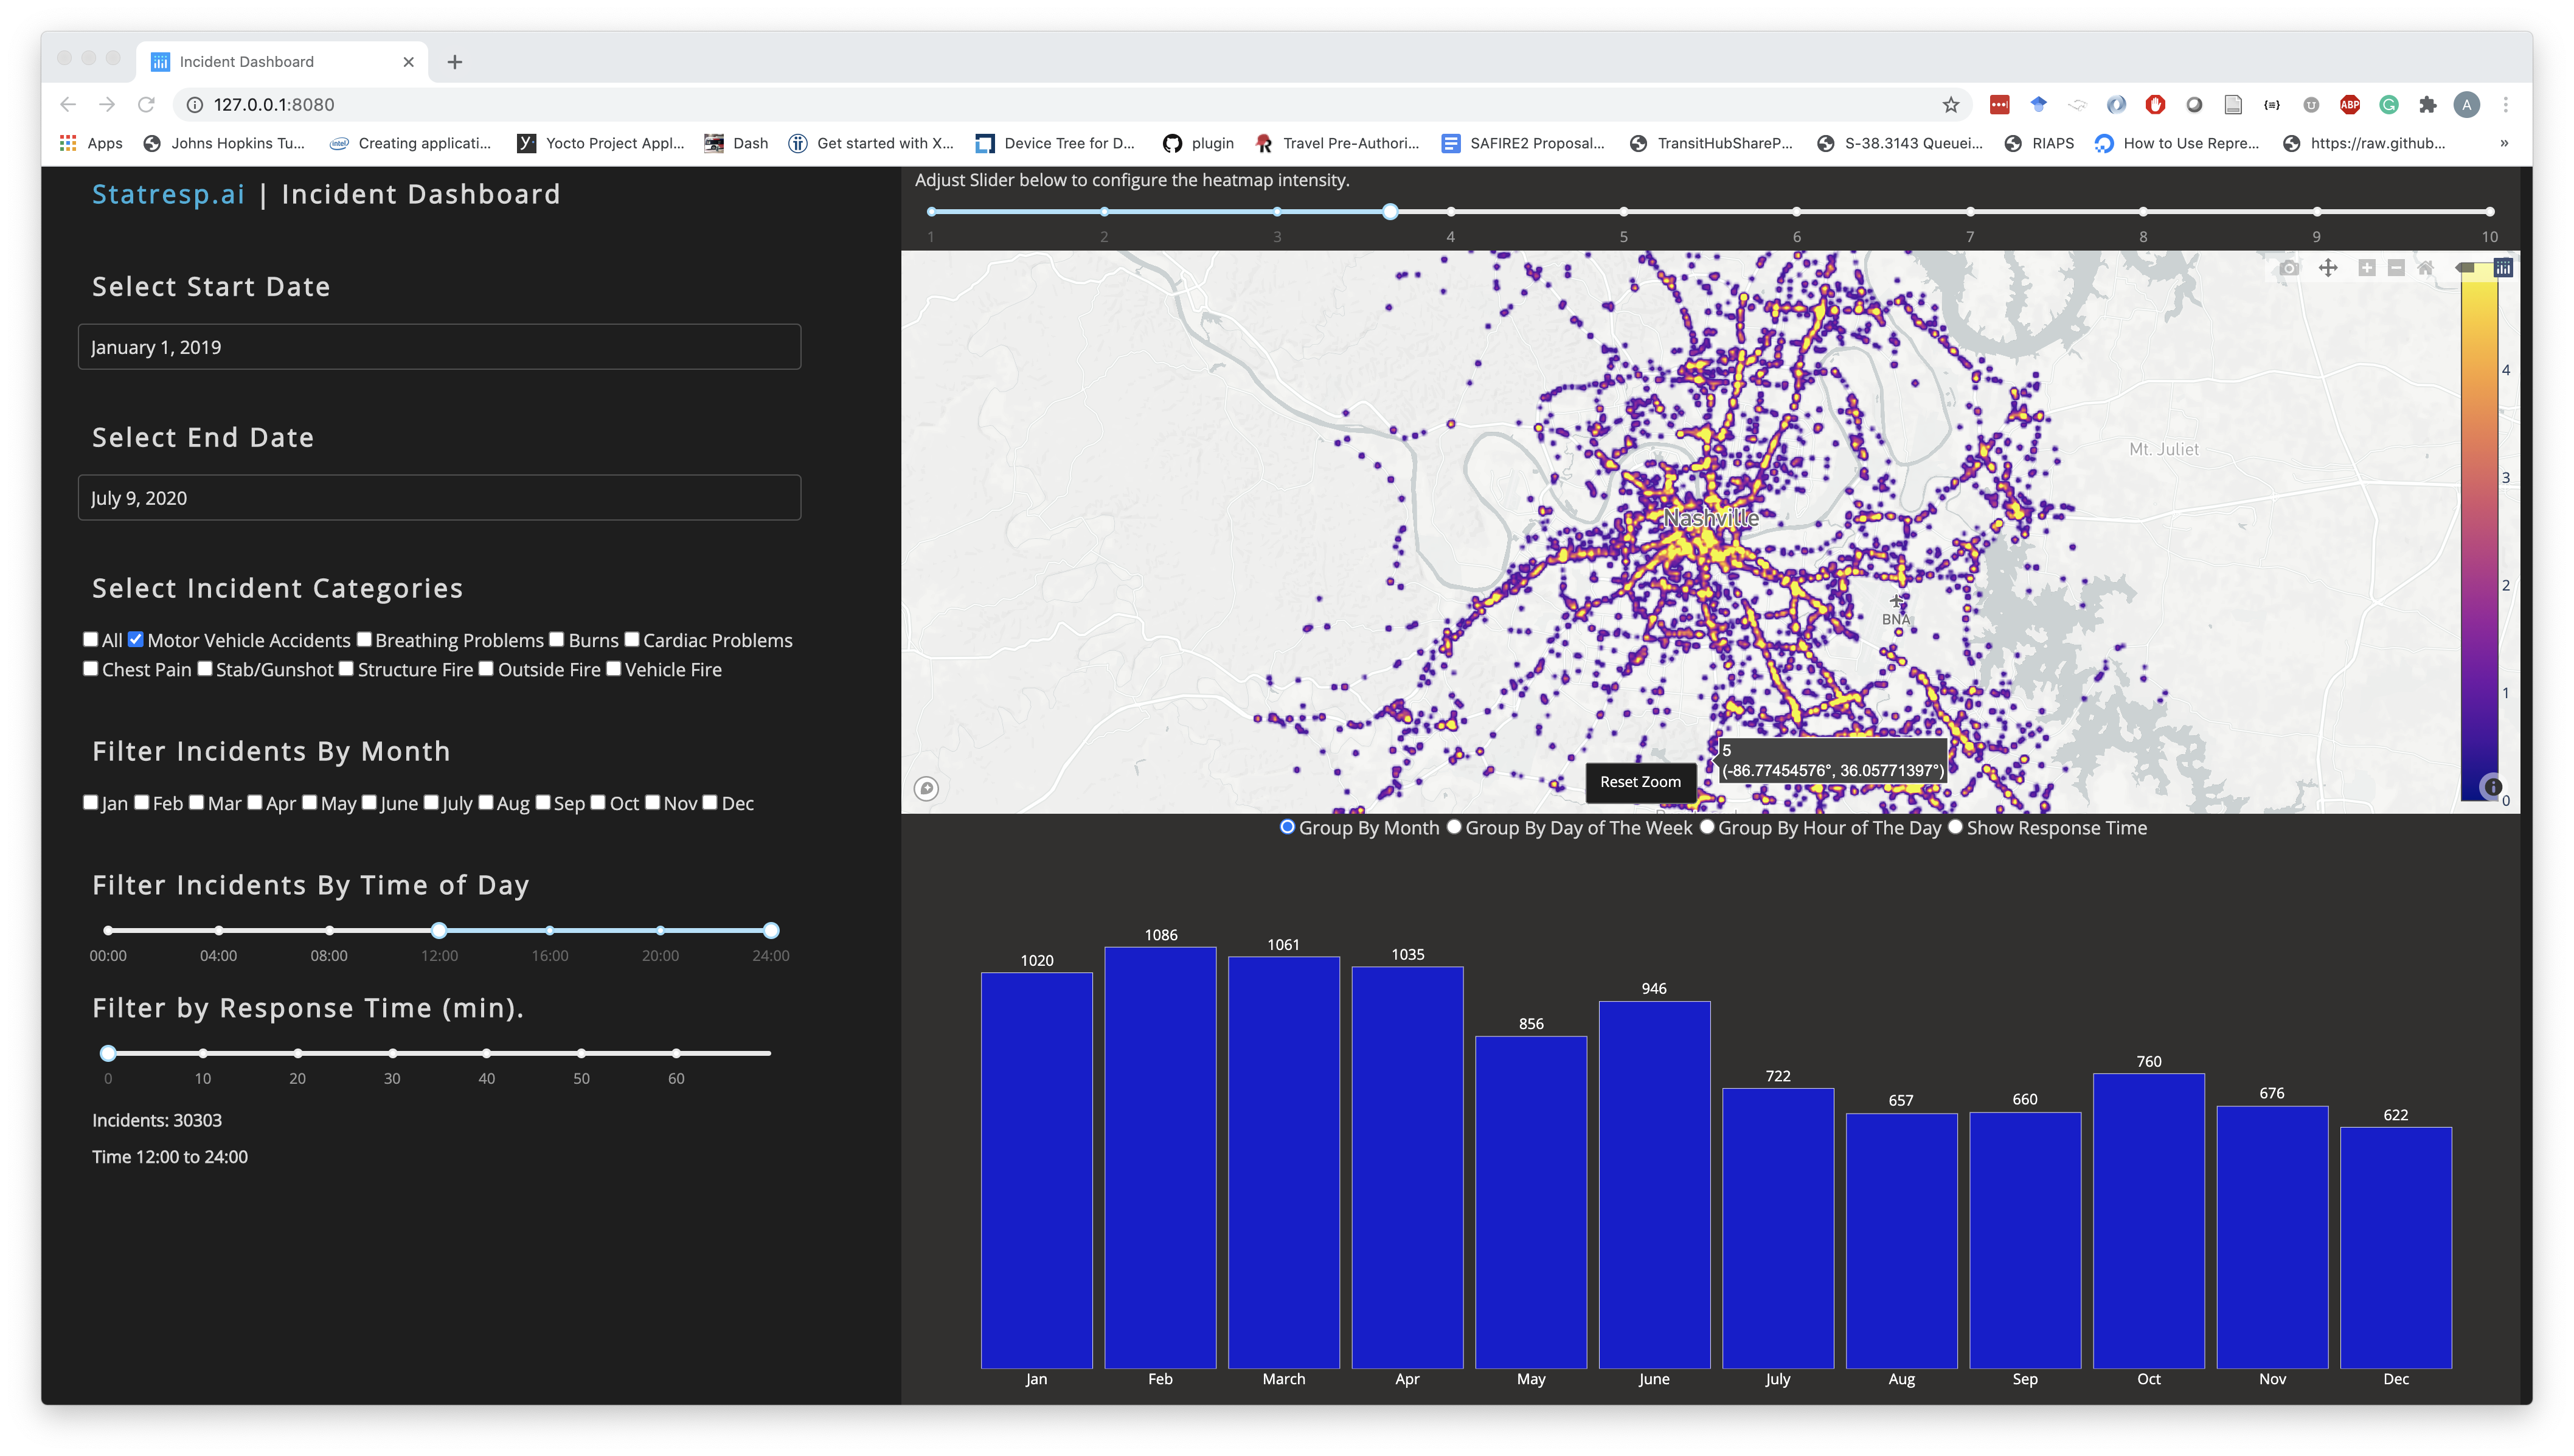 Incident Dashboard
127.0.0.1:8080
A
Apps
Johns Hopkins Tu...
intel
Creating applicati...
Y
Yocto Project Appl...
Dash
Get started with X...
Device Tree for D...
plugin
Travel Pre-Authori...
SAFIRE2 Proposal...
TransitHubShareP...
S-38.3143 Queuei...
RIAPS
How to Use Repre...
https://raw.github...
»
ABP
Statresp.ai | Incident Dashboard
Select Start Date
January 1, 2019
Select End Date
July 9, 2020
Select Incident Categories
All Motor Vehicle Accidents Breathing Problems Burns Cardiac Problems
Chest Pain Stab/Gunshot Structure Fire Outside Fire Vehicle Fire
Filter Incidents By Month
Jan Feb Mar Apr May June July Aug Sep Oct Nov Dec
Filter Incidents By Time of Day
00:00 04:00 08:00 12:00 16:00 20:00 24:00
Filter by Response Time (min).
0 10 20 30 40 50 60
Incidents: 30303
Time 12:00 to 24:00
Adjust Slider below to configure the heatmap intensity.
1 2 3 4 5 6 7 8 9 10
Mt. Juliet
Nashville
BNA
4
3
2
1
0
5
(-86.77454576°, 36.05771397°)
Reset Zoom
Group By Month Group By Day of The Week Group By Hour of The Day Show Response Time
1020 1086 1061 1035 856 946 722 657 660 760 676 622
Jan Feb March Apr May June July Aug Sep Oct Nov Dec